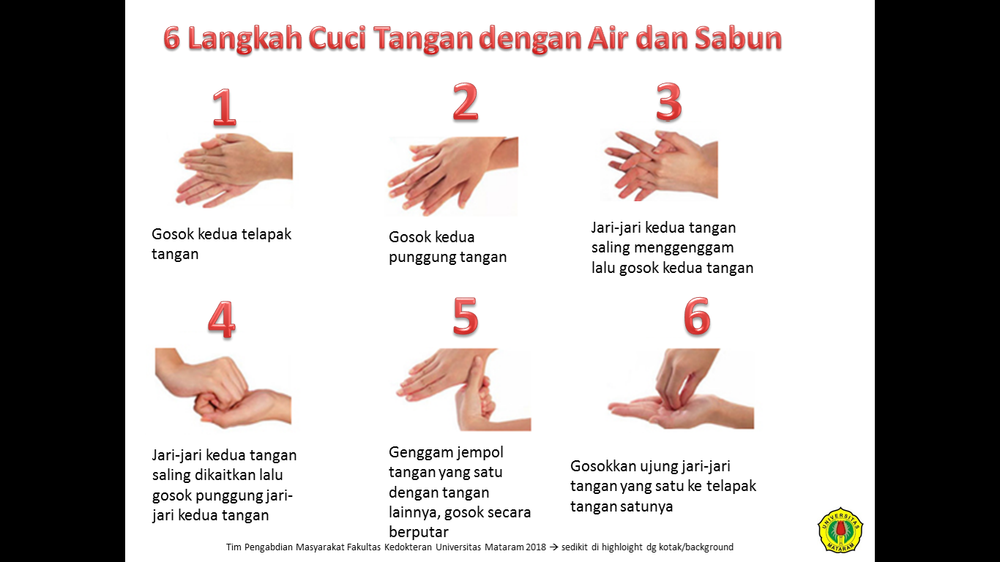 6 Langkah Cuci Tangan dengan Air dan Sabun
1
Gosok kedua telapak
tangan
2
Gosok kedua
punggung tangan
3
Jari-jari kedua tangan
saling menggenggam
lalu gosok kedua tangan
4
Jari-jari kedua tangan
saling dikaitkan lalu
gosok punggung jari-
jari kedua tangan
5
Genggam jempol
tangan yang satu
dengan tangan
lainnya, gosok secara
berputar
6
Gosokkan ujung jari-jari
tangan yang satu ke telapak
tangan satunya
Tim Pengabdian Masyarakat Fakultas Kedokteran Universitas Mataram 2018 → sedikit di highloight dg kotak/background
UNIVERSITAS
MATARAM